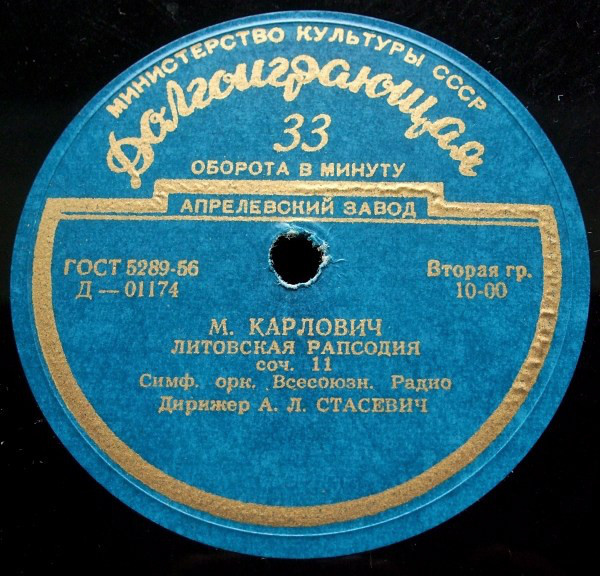 МИНИСТЕРСТВО КУЛЬТУРЫ СССР
Долгоиграющая
33
ОБОРОТА В МИНУТУ
АПРЕЛЕВСКИЙ ЗАВОД
ГОСТ 5289-56
Д — 01174
Вторая гр.
10-00
М. КАРЛОВИЧ
ЛИТОВСКАЯ РАПСОДИЯ
соч. 11
Симф. орк. Всесоюзн. Радио
Дирижер А. Л. СТАСЕВИЧ